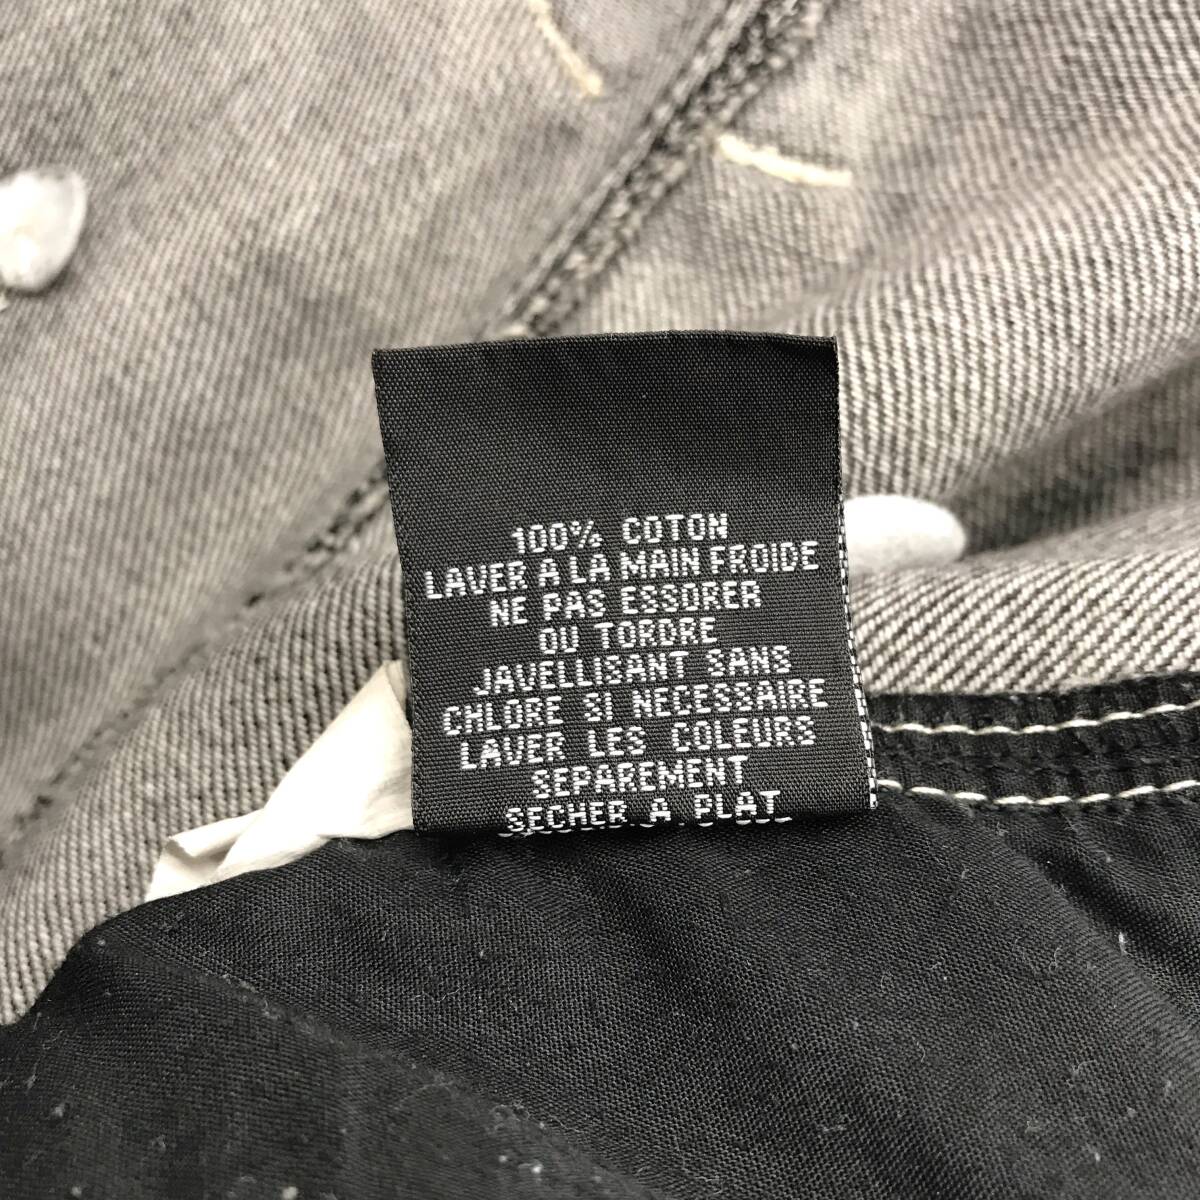 100% COTON
LAVER A LA MAIN FROIDE
NE PAS ESSORER
OU TORDRE
JAVELLISANT SANS
CHLORE SI NECESSAIRE
LAVER LES COLEURS
SEPAREMENT
SECHER A PLAT